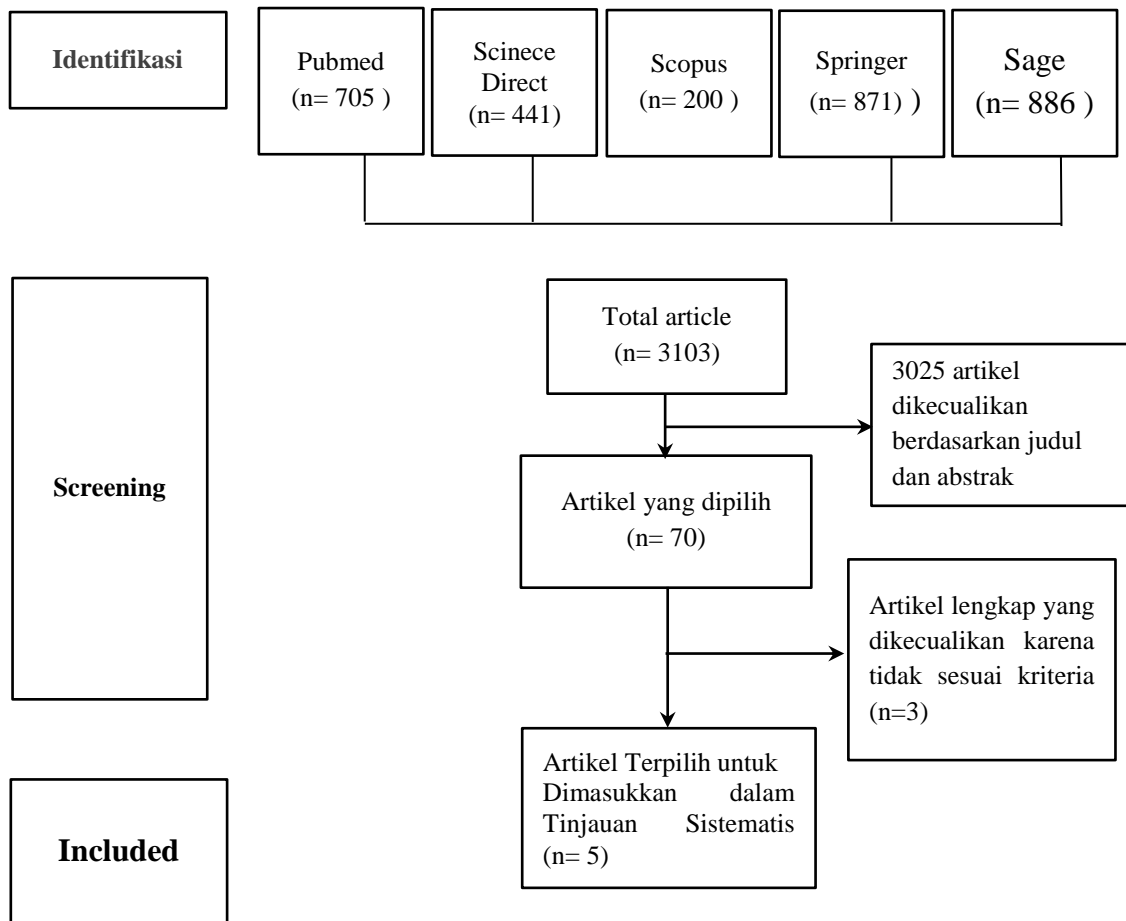 Identifikasi
Pubmed
(n= 705 )
Scinece
Direct
(n= 441)
Scopus
(n= 200 )
Springer
(n= 871) )
Sage
(n= 886 )
Screening
Total article
(n= 3103)
3025 artikel
dikecualikan
berdasarkan judul
dan abstrak
Artikel yang dipilih
(n= 70)
Artikel lengkap yang
dikecualikan karena
tidak sesuai kriteria
(n=3)
Artikel Terpilih untuk
Dimasukkan dalam
Tinjauan Sistematis
(n= 5)
Included